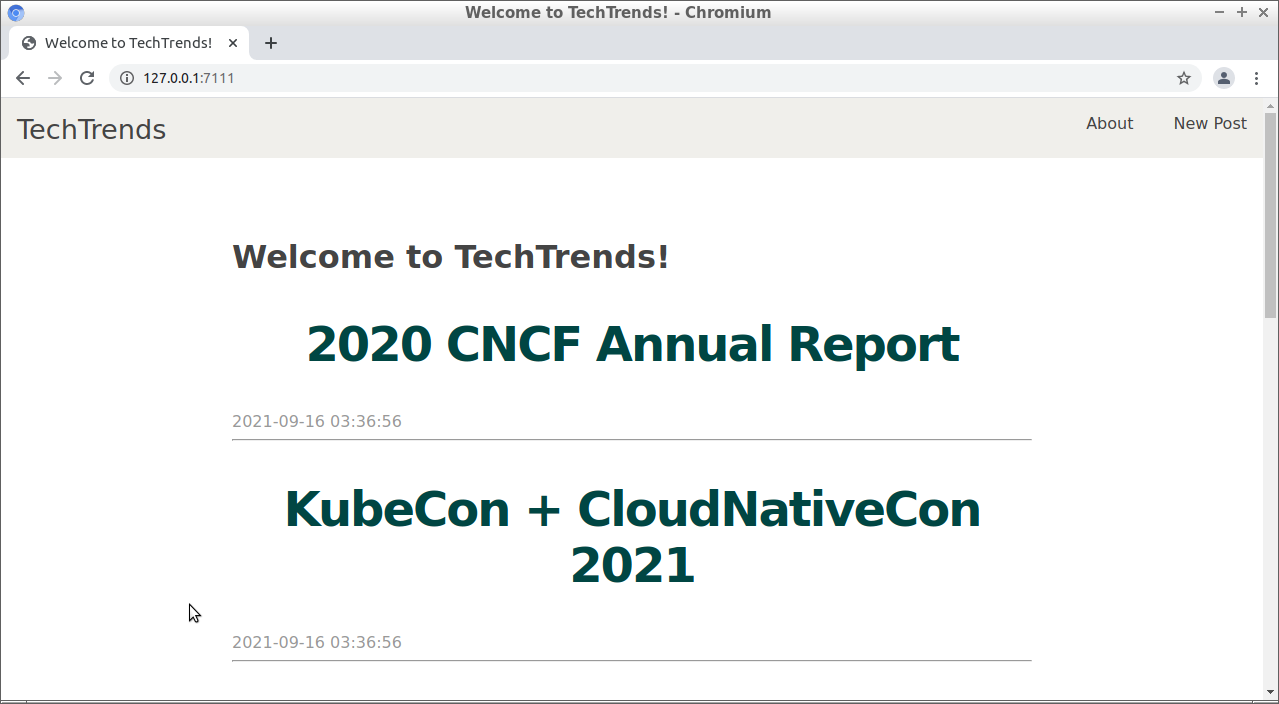 Welcome to TechTrends! - Chromium
Welcome to TechTrends!
127.0.0.1:7111
TechTrends
About
New Post
Welcome to TechTrends!
2020 CNCF Annual Report
2021-09-16 03:36:56
KubeCon + CloudNativeCon
2021
2021-09-16 03:36:56